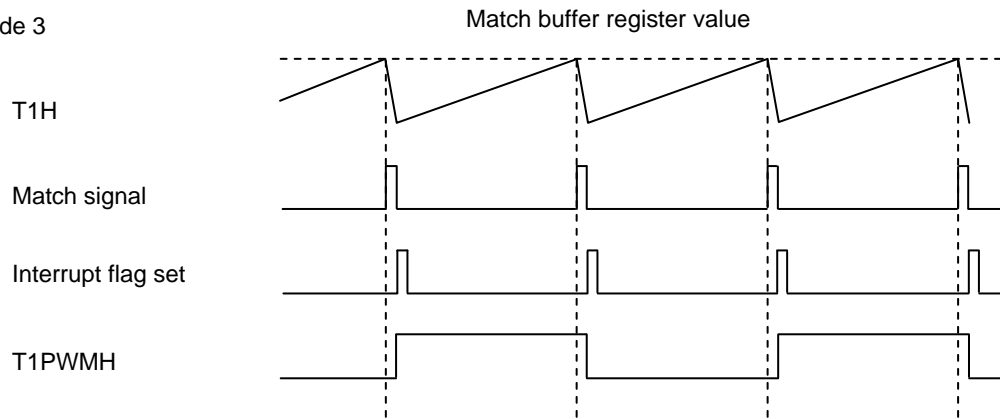 de 3
Match buffer register value
T1H
Match signal
Interrupt flag set
T1PWMH